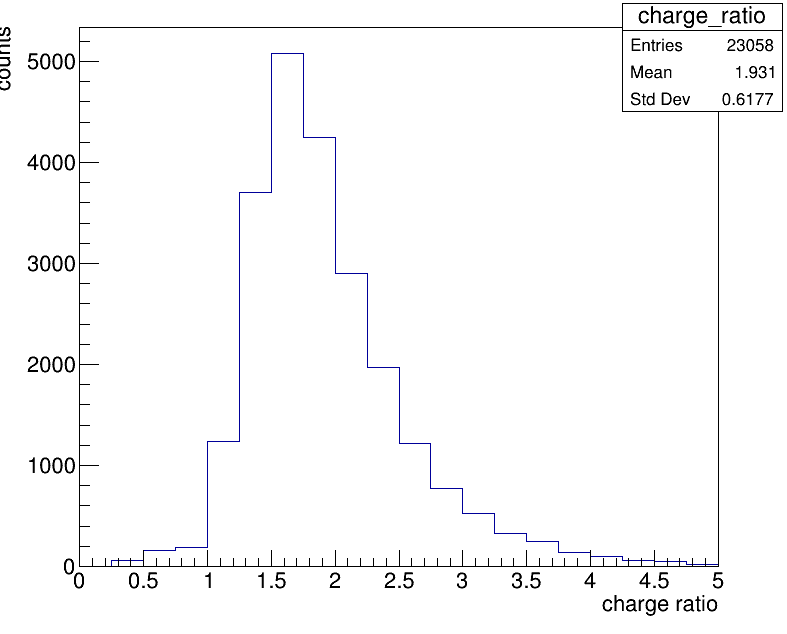 charge_ratio
Entries 23058
Mean 1.931
Std Dev 0.6177
counts
5000
4000
3000
2000
1000
0
0 0.5 1 1.5 2 2.5 3 3.5 4 4.5 5
charge ratio